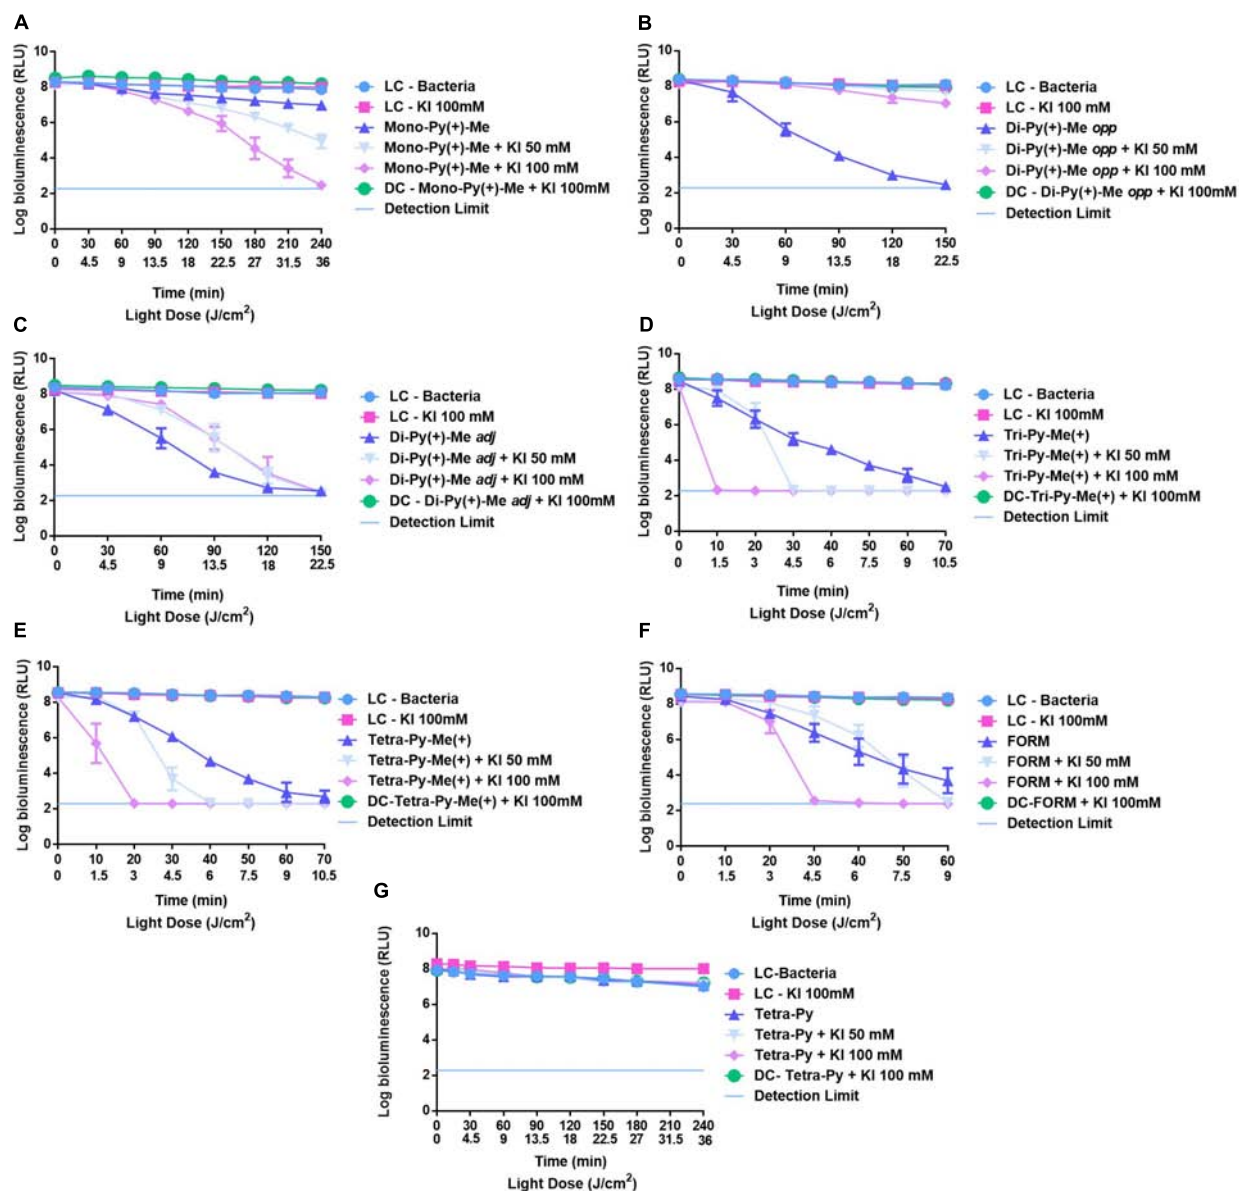 A
Log bioluminescence (RLU)
10
8
6
4
2
0
0 30 60 90 120 150 180 210 240
0 4.5 9 13.5 18 22.5 27 31.5 36
Time (min)
Light Dose (J/cm2)
LC - Bacteria
LC - KI 100mM
Mono-Py(+)-Me
Mono-Py(+)-Me + KI 50 mM
Mono-Py(+)-Me + KI 100 mM
DC - Mono-Py(+)-Me + KI 100mM
Detection Limit
B
Log bioluminescence (RLU)
10
8
6
4
2
0
0 30 60 90 120 150
0 4.5 9 13.5 18 22.5
Time (min)
Light Dose (J/cm2)
LC - Bacteria
LC - KI 100 mM
Di-Py(+)-Me opp
Di-Py(+)-Me opp + KI 50 mM
Di-Py(+)-Me opp + KI 100 mM
DC - Di-Py(+)-Me opp + KI 100mM
Detection Limit
C
Log bioluminescence (RLU)
10
8
6
4
2
0
0 30 60 90 120 150
0 4.5 9 13.5 18 22.5
Time (min)
Light Dose (J/cm2)
LC - Bacteria
LC - KI 100 mM
Di-Py(+)-Me adj
Di-Py(+)-Me adj + KI 50 mM
Di-Py(+)-Me adj + KI 100 mM
DC - Di-Py(+)-Me adj + KI 100mM
Detection Limit
D
Log bioluminescence (RLU)
10
8
6
4
2
0
0 10 20 30 40 50 60 70
0 1.5 3 4.5 6 7.5 9 10.5
Time (min)
Light Dose (J/cm2)
LC - Bacteria
LC - KI 100mM
Tri-Py-Me(+)
Tri-Py-Me(+) + KI 50 mM
Tri-Py-Me(+) + KI 100 mM
DC-Tri-Py-Me(+) + KI 100mM
Detection Limit
E
Log bioluminescence (RLU)
10
8
6
4
2
0
0 10 20 30 40 50 60 70
0 1.5 3 4.5 6 7.5 9 10.5
Time (min)
Light Dose (J/cm2)
LC - Bacteria
LC - KI 100mM
Tetra-Py-Me(+)
Tetra-Py-Me(+) + KI 50 mM
Tetra-Py-Me(+) + KI 100 mM
DC-Tetra-Py-Me(+) + KI 100mM
Detection Limit
F
Log bioluminescence (RLU)
10
8
6
4
2
0
0 10 20 30 40 50 60
0 1.5 3 4.5 6 7.5 9
Time (min)
Light Dose (J/cm2)
LC - Bacteria
LC - KI 100mM
FORM
FORM + KI 50 mM
FORM + KI 100 mM
DC-FORM + KI 100mM
Detection Limit
G
Log bioluminescence (RLU)
10
8
6
4
2
0
0 30 60 90 120 150 180 210 240
0 4.5 9 13.5 18 22.5 27 31.5 36
Time (min)
Light Dose (J/cm2)
LC-Bacteria
LC - KI 100mM
Tetra-Py
Tetra-Py + KI 50 mM
Tetra-Py + KI 100 mM
DC- Tetra-Py + KI 100 mM
Detection Limit